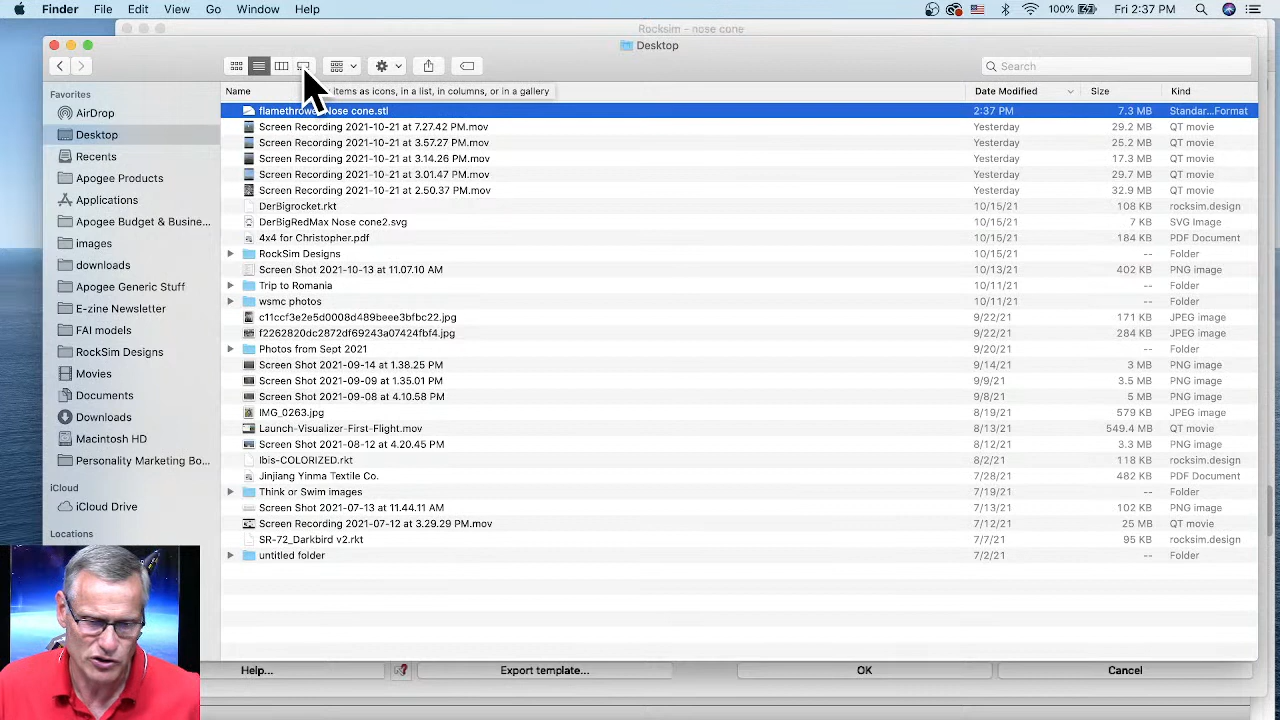 Finder File Edit View Go Window Help 100% Fri 2:37 PM
Rocksim - nose cone
Desktop
Search
items as icons, in a list, in columns, or in a gallery
Favorites
AirDrop
Desktop
Recents
Apogee Products
Applications
Apogee Budget & Busine...
images
downloads
Apogee Generic Stuff
E-zine Newsletter
FAI models
RockSim Designs
Movies
Documents
Downloads
Macintosh HD
Personality Marketing Bo...
iCloud
iCloud Drive
Locations
Name Date Modified Size Kind
flamethrowe Nose cone.stl 2:37 PM 7.3 MB Standar...Format
Screen Recording 2021-10-21 at 7.27.42 PM.mov Yesterday 29.2 MB QT movie
Screen Recording 2021-10-21 at 3.57.27 PM.mov Yesterday 25.2 MB QT movie
Screen Recording 2021-10-21 at 3.14.26 PM.mov Yesterday 17.3 MB QT movie
Screen Recording 2021-10-21 at 3.01.47 PM.mov Yesterday 29.7 MB QT movie
Screen Recording 2021-10-21 at 2.50.37 PM.mov Yesterday 32.9 MB QT movie
DerBigrocket.rkt 10/15/21 108 KB rocksim.design
DerBigRedMax Nose cone2.svg 10/15/21 7 KB SVG Image
4x4 for Christopher.pdf 10/15/21 184 KB PDF Document
RockSim Designs 10/15/21 -- Folder
Screen Shot 2021-10-13 at 11.07.10 AM 10/13/21 402 KB PNG image
Trip to Romania 10/11/21 -- Folder
wsmc photos 10/11/21 -- Folder
c11ccf3e2e5d0008d489beee3bfbc22.jpg 9/22/21 171 KB JPEG image
f2262820dc2872df69243a07424fbf4.jpg 9/22/21 284 KB JPEG image
Photos from Sept 2021 9/20/21 -- Folder
Screen Shot 2021-09-14 at 1.38.25 PM 9/14/21 3 MB PNG image
Screen Shot 2021-09-09 at 1.35.01 PM 9/9/21 3.5 MB PNG image
Screen Shot 2021-09-08 at 4.10.58 PM 9/8/21 5 MB PNG image
IMG_0263.jpg 8/19/21 579 KB JPEG image
Launch-Visualizer-First-Flight.mov 8/13/21 549.4 MB QT movie
Screen Shot 2021-08-12 at 4.20.45 PM 8/12/21 3.3 MB PNG image
Ibis-COLORIZED.rkt 8/2/21 118 KB rocksim.design
Jinjiang Yinma Textile Co. 7/28/21 482 KB PDF Document
Think or Swim images 7/19/21 -- Folder
Screen Shot 2021-07-13 at 11.44.11 AM 7/13/21 102 KB PNG image
Screen Recording 2021-07-12 at 3.29.29 PM.mov 7/12/21 25 MB QT movie
SR-72_Darkbird v2.rkt 7/2/21 95 KB rocksim.design
untitled folder 7/2/21 -- Folder
Help... Export template... OK Cancel